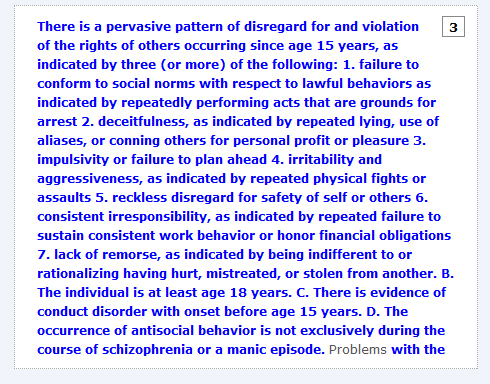 There is a pervasive pattern of disregard for and violation 3
of the rights of others occurring since age 15 years, as
indicated by three (or more) of the following: 1. failure to
conform to social norms with respect to lawful behaviors as
indicated by repeatedly performing acts that are grounds for
arrest 2. deceitfulness, as indicated by repeated lying, use of
aliases, or conning others for personal profit or pleasure 3.
impulsivity or failure to plan ahead 4. irritability and
aggressiveness, as indicated by repeated physical fights or
assaults 5. reckless disregard for safety of self or others 6.
consistent irresponsibility, as indicated by repeated failure to
sustain consistent work behavior or honor financial obligations
7. lack of remorse, as indicated by being indifferent to or
rationalizing having hurt, mistreated, or stolen from another. B.
The individual is at least age 18 years. C. There is evidence of
conduct disorder with onset before age 15 years. D. The
occurrence of antisocial behavior is not exclusively during the
course of schizophrenia or a manic episode. Problems with the